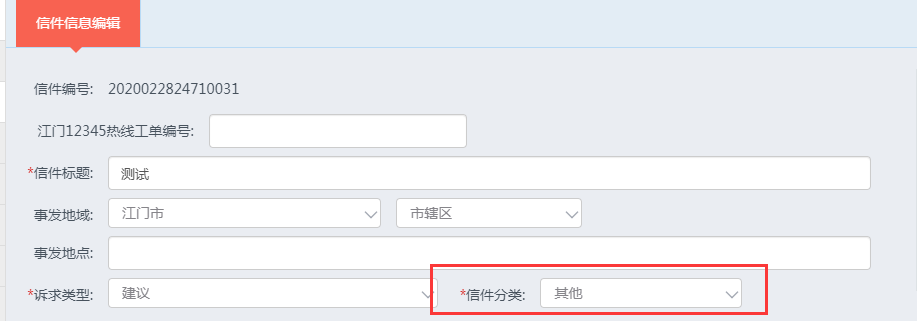 信件信息编辑
信件编号: 2020022824710031
江门12345热线工单编号:
*信件标题: 测试
事发地域: 江门市 市辖区
事发地点:
*诉求类型: 建议 *信件分类: 其他